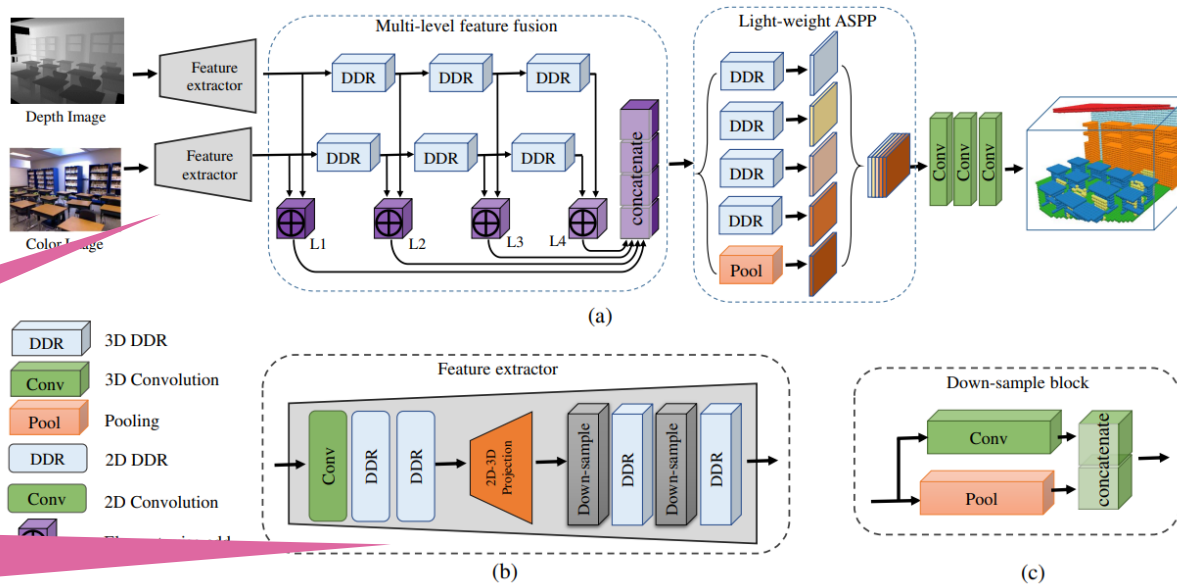 Multi-level feature fusion
Light-weight ASPP
Depth Image
Feature
extractor
DDR
DDR
DDR
DDR
Feature
extractor
DDR
DDR
DDR
DDR
concatenate
DDR
Conv
Conv
Conv
Color Image
L1
L2
L3
L4
DDR
Pool
(a)
DDR
3D DDR
Conv
3D Convolution
Pool
Pooling
DDR
2D DDR
Conv
2D Convolution
Feature extractor
Conv
DDR
DDR
2D-3D
Projection
Down-sample
DDR
Down-sample
DDR
(b)
Down-sample block
Conv
Pool
concatenate
(c)